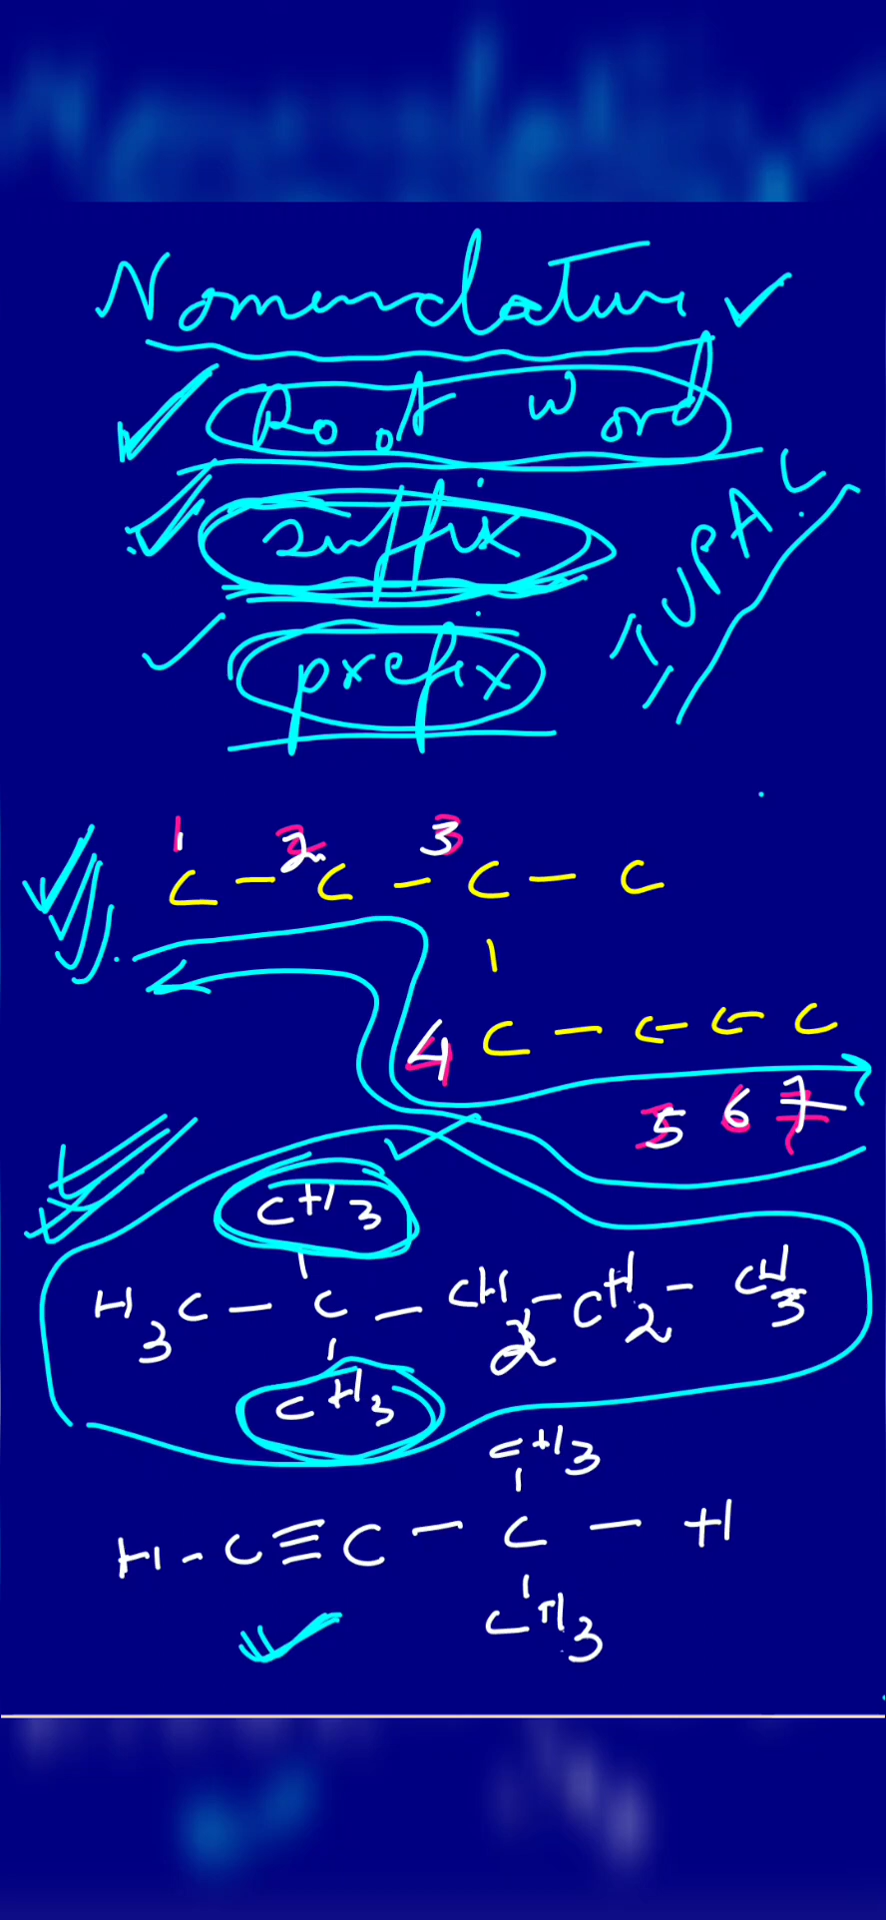 Nomenclature
Root Word
suffix
IUPAC
prefix
1 2 3
C - C - C - C
|
4 C - C - C - C
5 6 7
CH3
|
H3C - C - CH2 - CH2 - CH3
|
CH3
CH3
|
H - C ≡ C - C - H
|
CH3